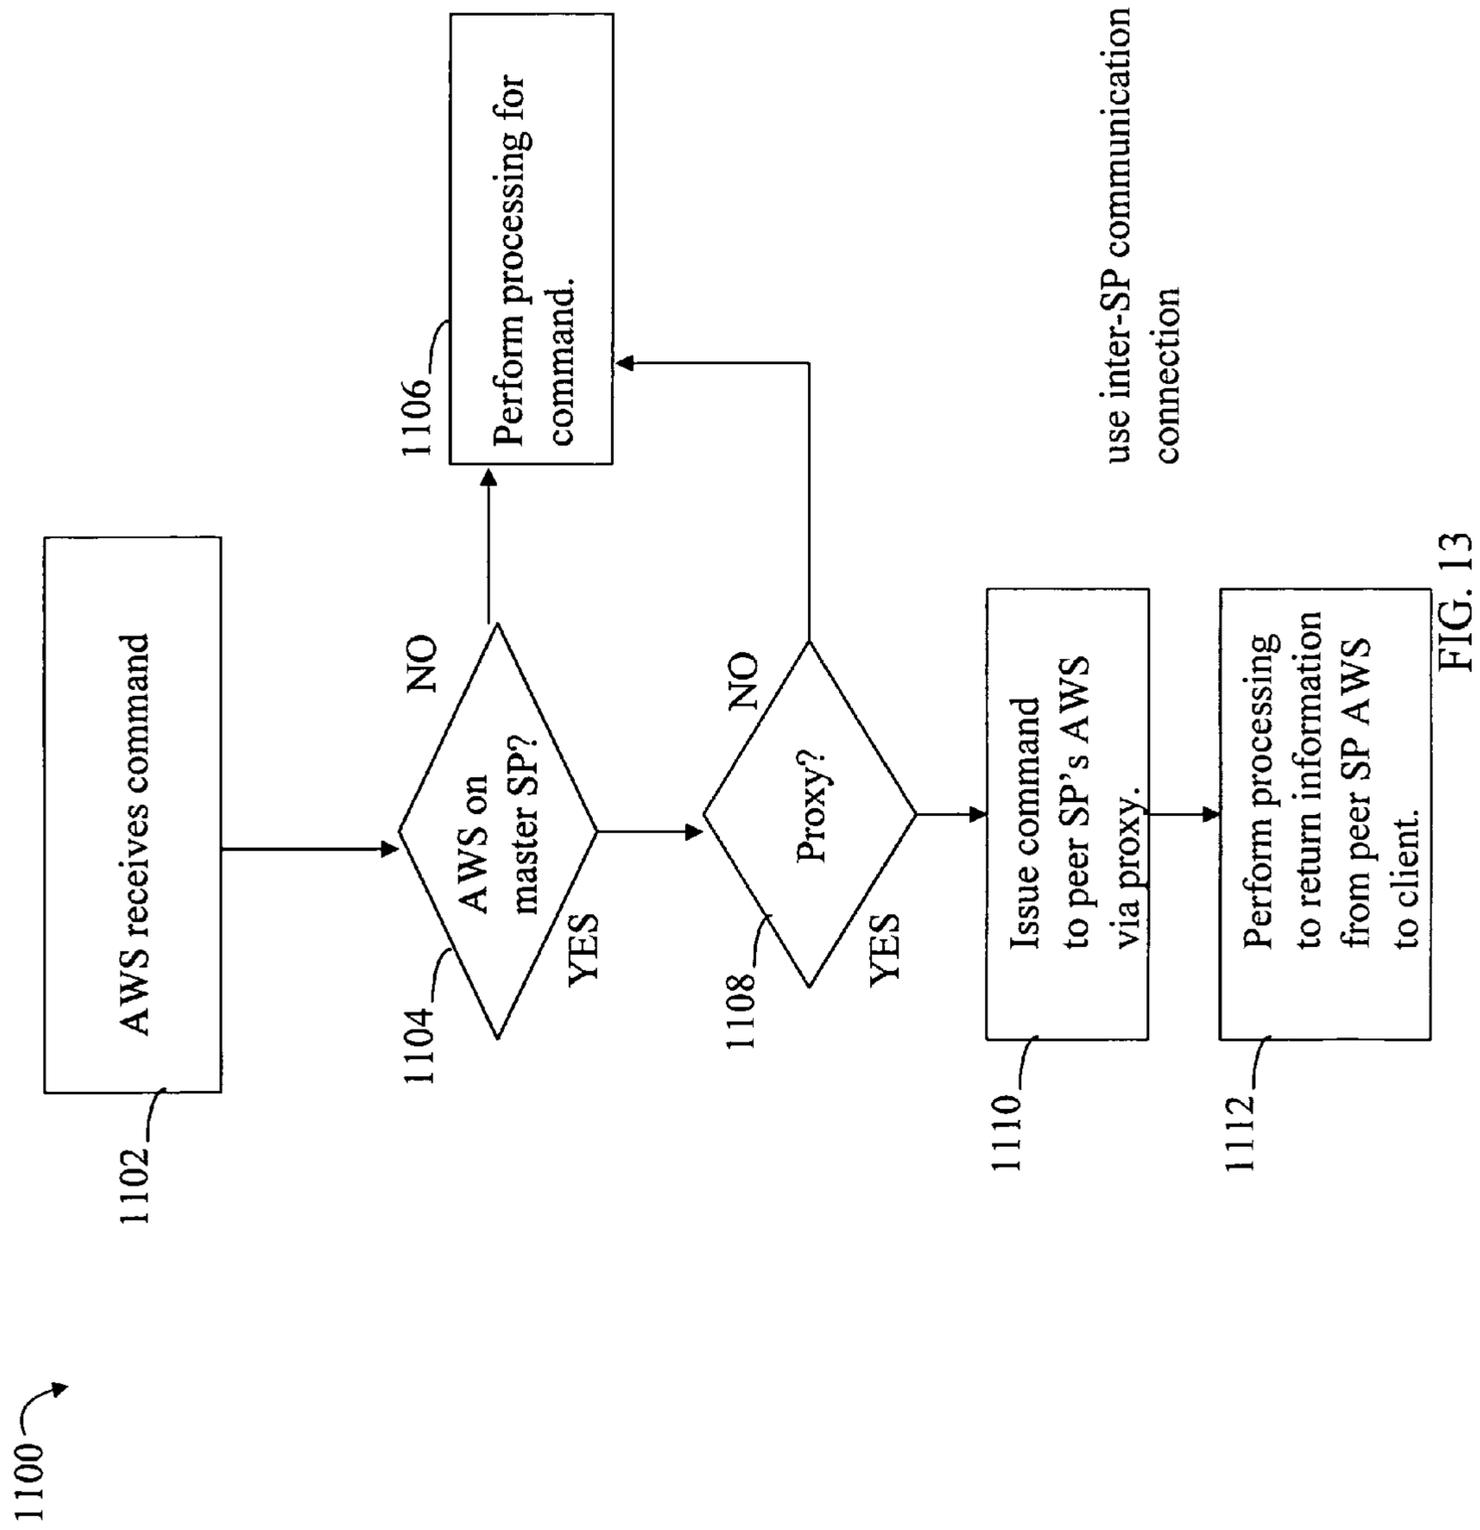 1100
1102
AWS receives command
1104
AWS on
master SP?
NO
YES
1106
Perform processing for
command.
1108
Proxy?
NO
YES
1110
Issue command
to peer SP's AWS
via proxy.
use inter-SP communication
connection
1112
Perform processing
to return information
from peer SP AWS
to client.
FIG. 13